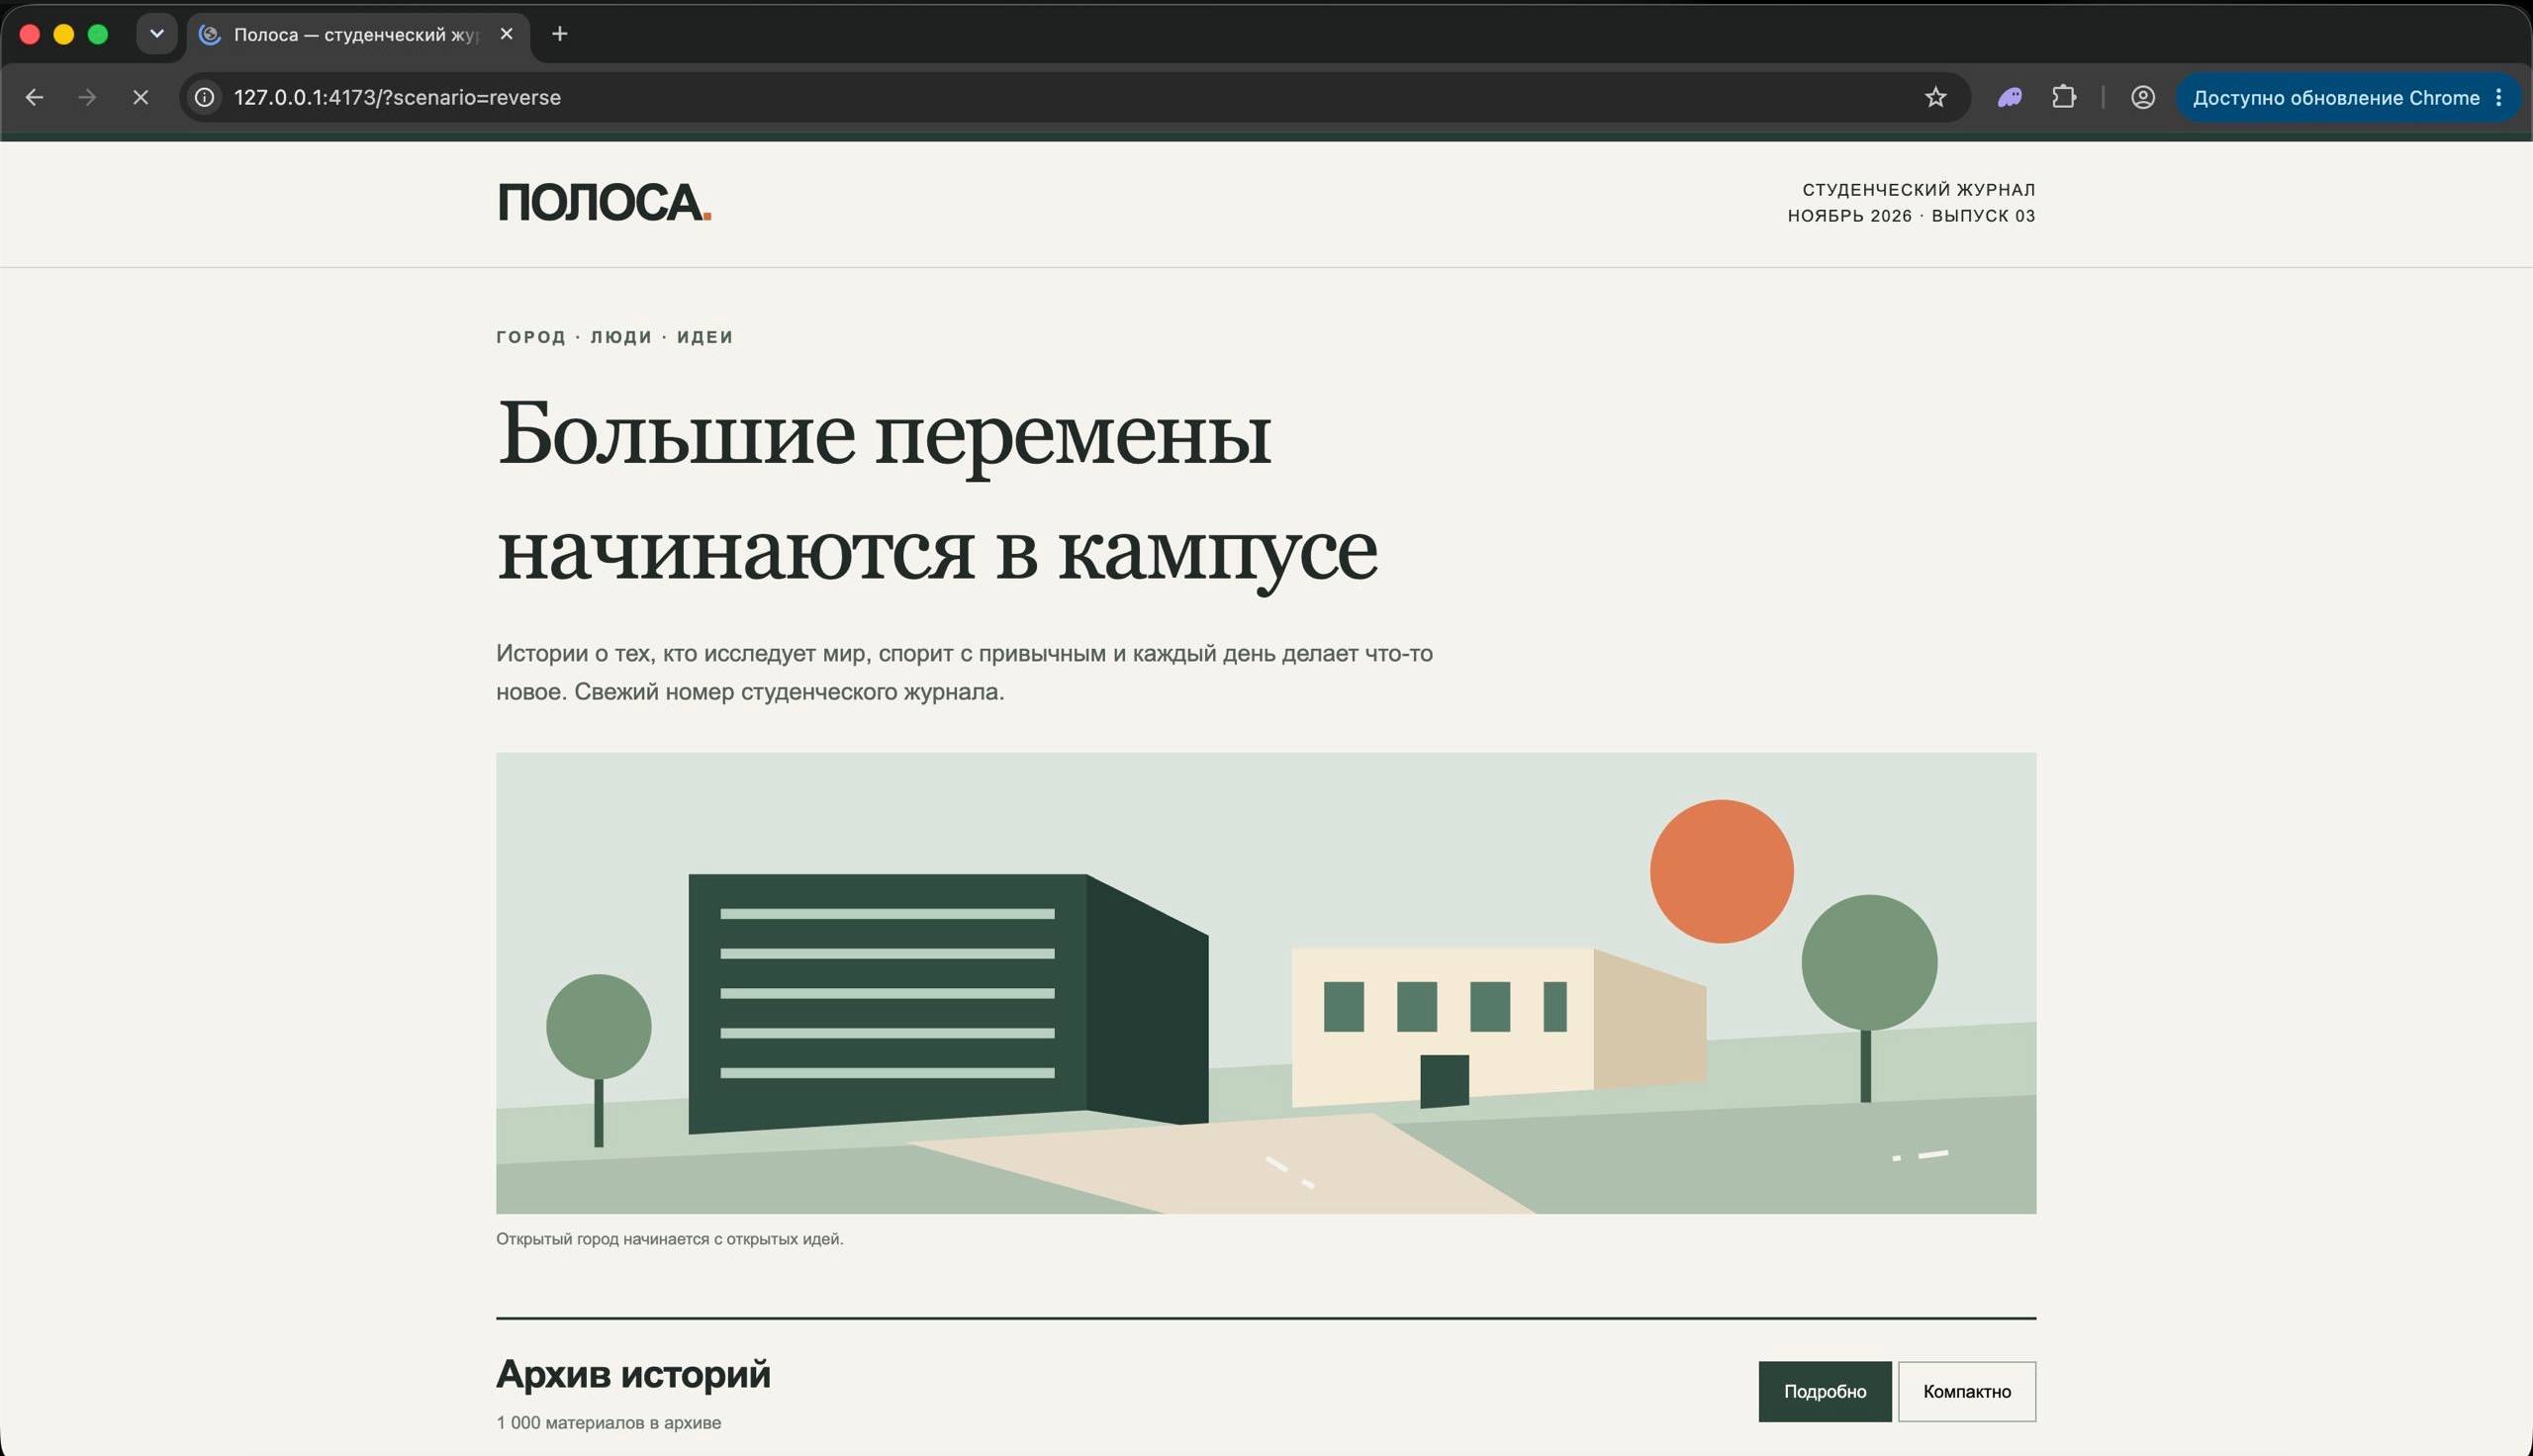 Полоса — студенческий жу
127.0.0.1:4173/?scenario=reverse
Доступно обновление Chrome
ПОЛОСА.
СТУДЕНЧЕСКИЙ ЖУРНАЛ
НОЯБРЬ 2026 · ВЫПУСК 03
ГОРОД · ЛЮДИ · ИДЕИ
Большие перемены
начинаются в кампусе
Истории о тех, кто исследует мир, спорит с привычным и каждый день делает что-то
новое. Свежий номер студенческого журнала.
Открытый город начинается с открытых идей.
Архив историй
Подробно
Компактно
1 000 материалов в архиве